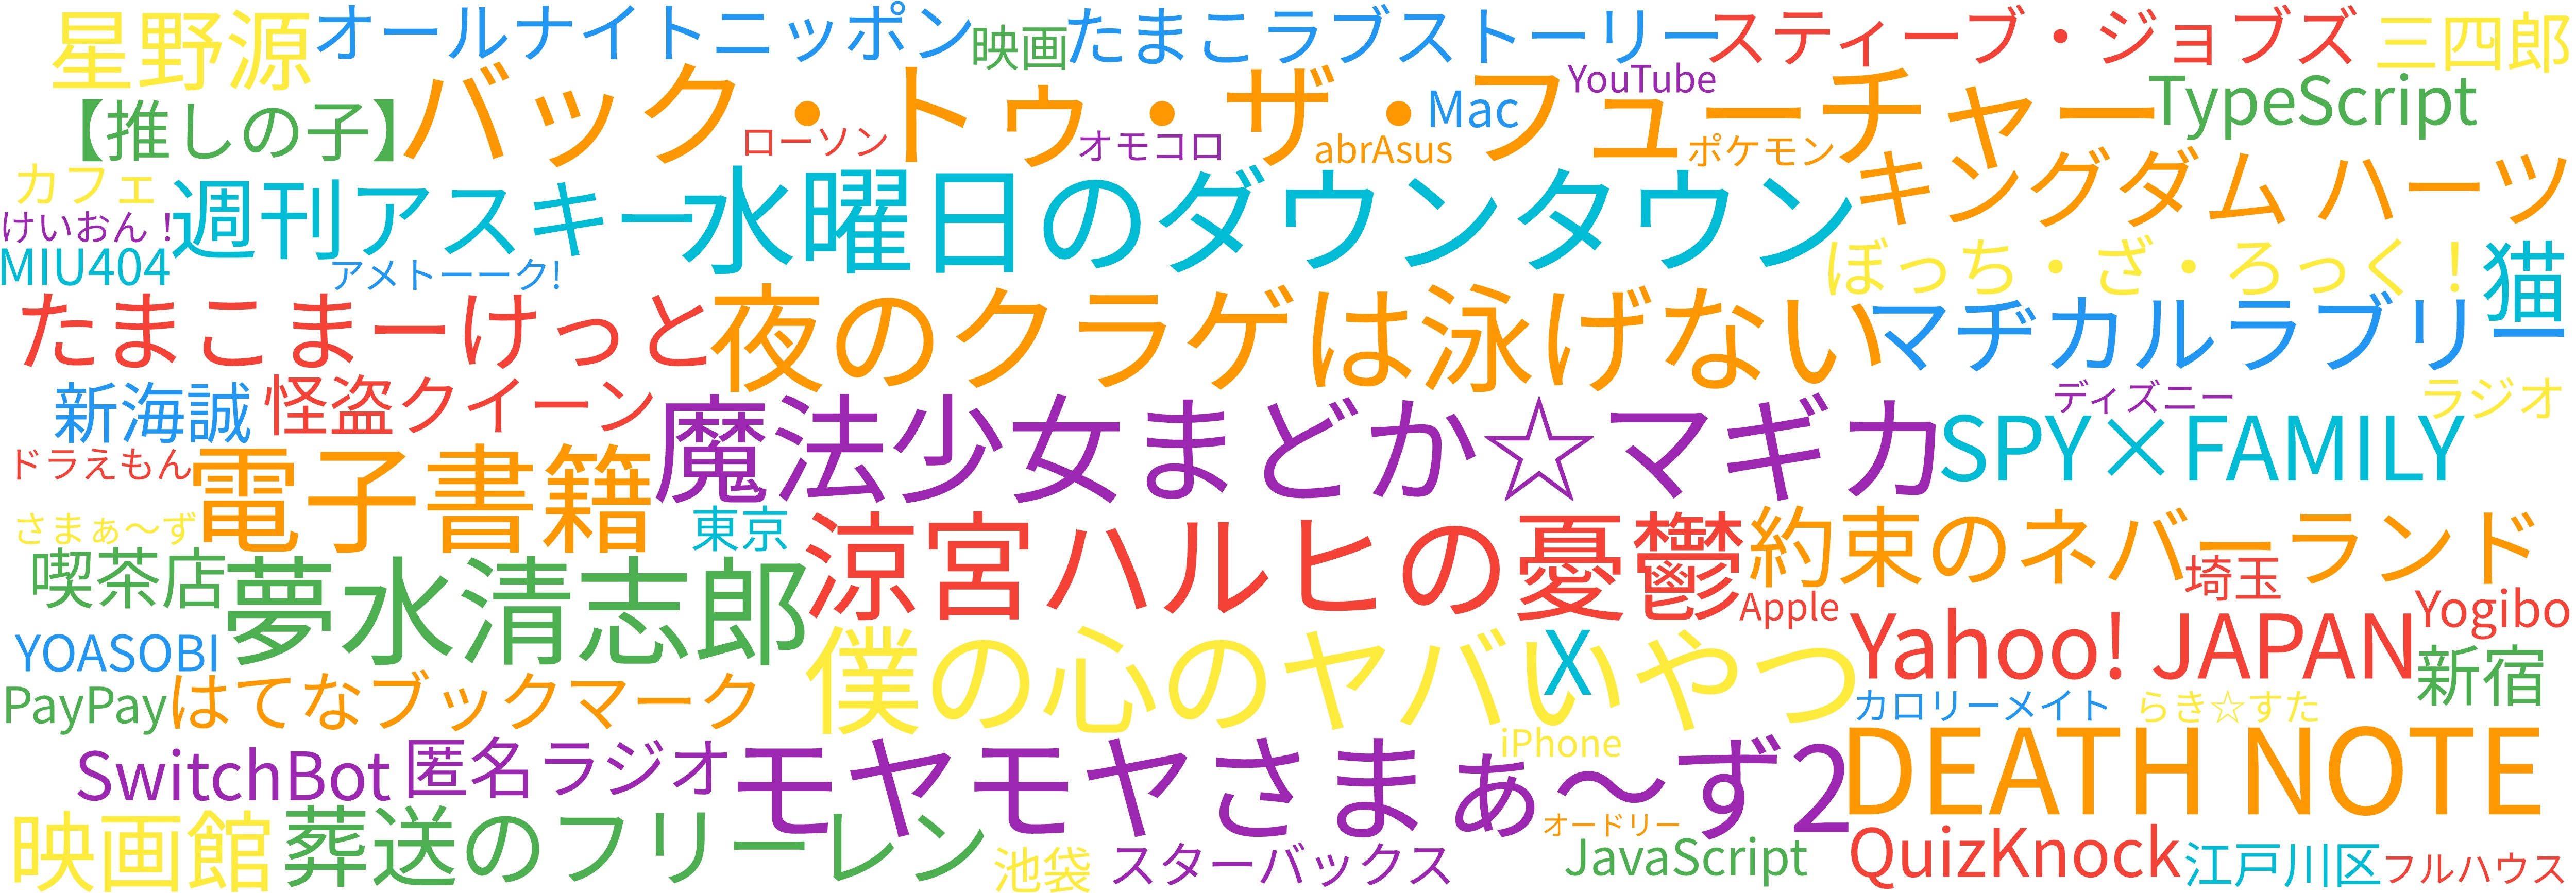 星野源
オールナイトニッポン
映画
たまこラブストーリー
スティーブ・ジョブズ
三四郎
【推しの子】
バック・トゥ・ザ・フューチャー
YouTube
Mac
TypeScript
ローソン
オモコロ
abrAsus
ポケモン
カフェ
週刊アスキー
水曜日のダウンタウン
キングダム ハーツ
けいおん！
MIU404
アメトーーク!
ぼっち・ざ・ろっく！
猫
たまこまーけっと
夜のクラゲは泳げない
マヂカルラブリー
新海誠
怪盗クイーン
魔法少女まどか☆マギカ
ディズニー
ラジオ
SPY×FAMILY
ドラえもん
電子書籍
さまぁ〜ず
東京
涼宮ハルヒの憂鬱
約束のネバーランド
喫茶店
夢水清志郎
埼玉
Apple
Yahoo! JAPAN
Yogibo
YOASOBI
僕の心のヤバいやつ
X
新宿
PayPay
はてなブックマーク
カロリーメイト
らき☆すた
SwitchBot
匿名ラジオ
モヤモヤさまぁ〜ず2
iPhone
DEATH NOTE
映画館
葬送のフリーレン
池袋
スターバックス
オードリー
JavaScript
QuizKnock
江戸川区
フルハウス